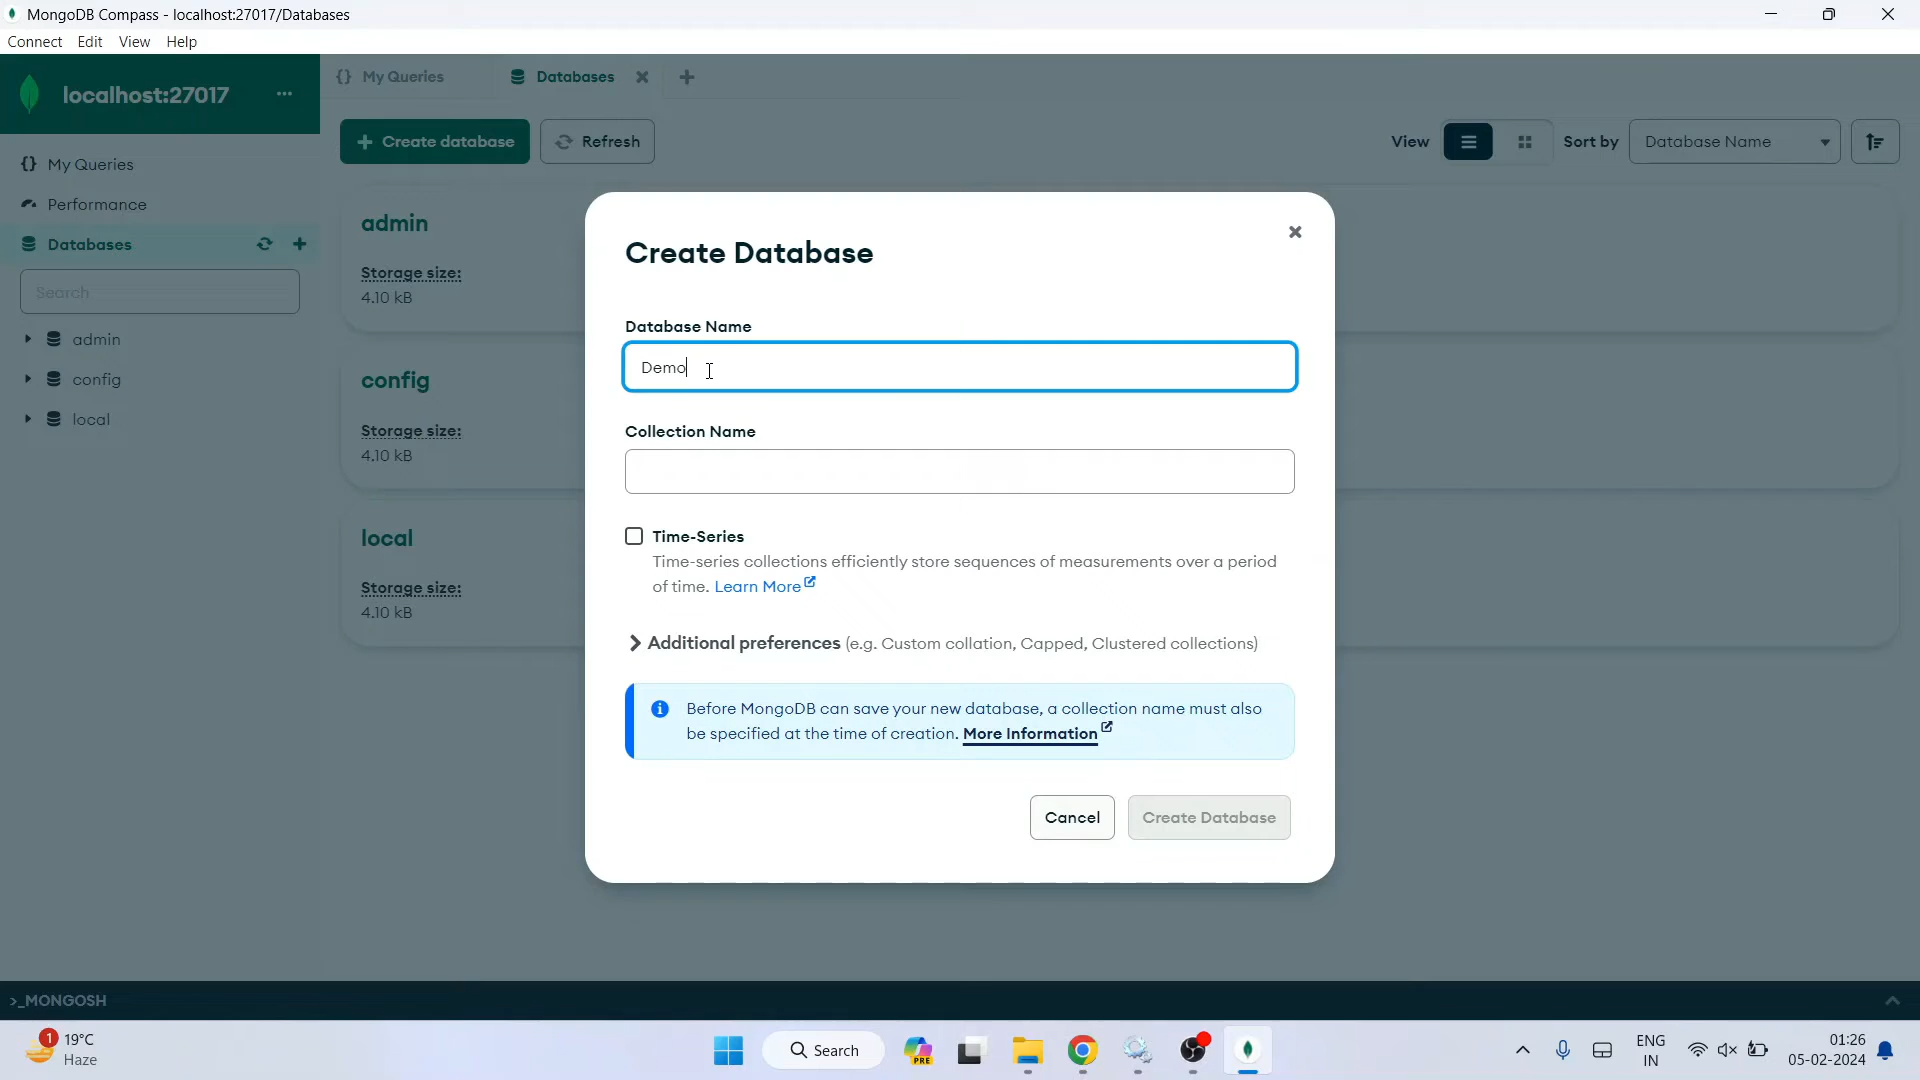 MongoDB Compass - localhost:27017/Databases
Connect Edit View Help
localhost:27017 ...
{} My Queries Databases
Create database Refresh View Sort by Database Name
{} My Queries
Performance
Databases
Search
admin
config
local
admin
Storage size:
4.10 kB
config
Storage size:
4.10 kB
local
Storage size:
4.10 kB
Create Database
Database Name
Demo
Collection Name
Time-Series
Time-series collections efficiently store sequences of measurements over a period
of time. Learn More
Additional preferences (e.g. Custom collation, Capped, Clustered collections)
Before MongoDB can save your new database, a collection name must also
be specified at the time of creation. More Information
Cancel Create Database
>_MONGOSH
1 19°C
Haze
Search
PRE
ENG
IN
01:26
05-02-2024